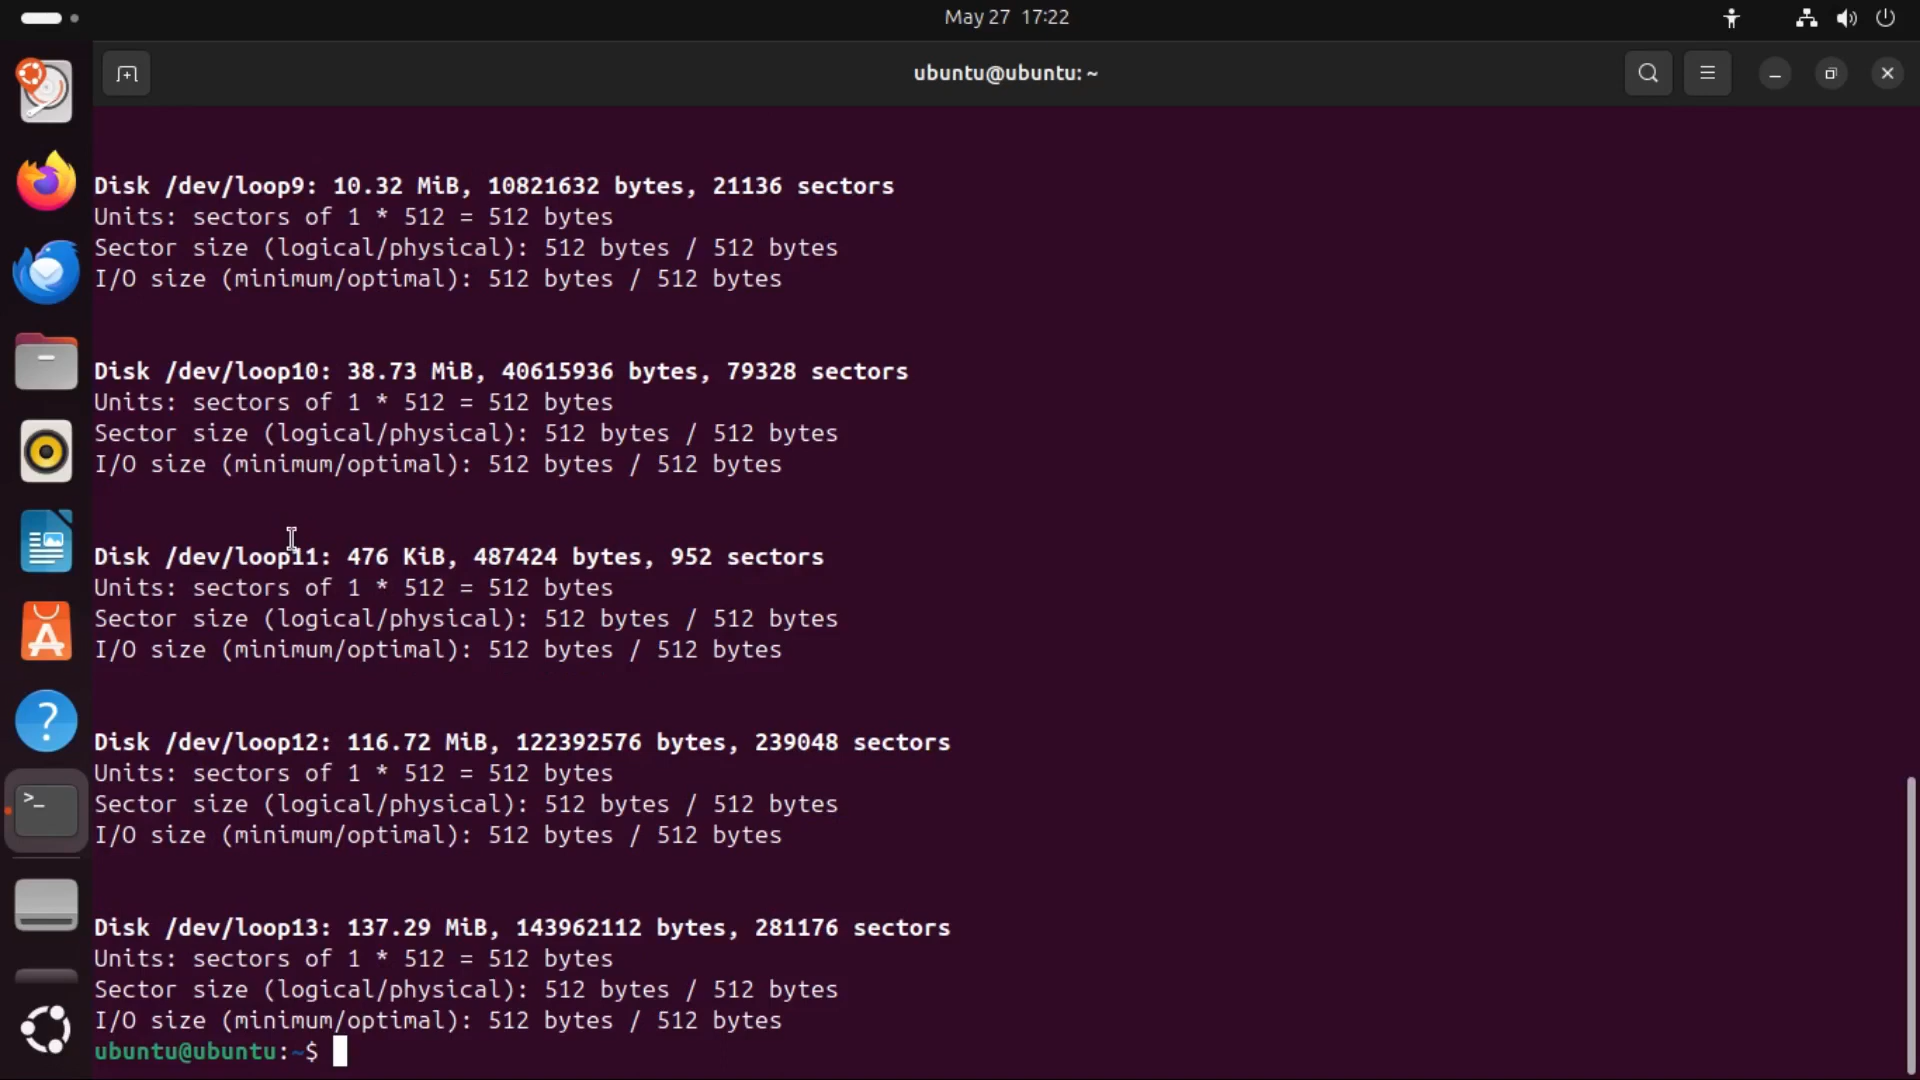 May 27 17:22
ubuntu@ubuntu: ~
Disk /dev/loop9: 10.32 MiB, 10821632 bytes, 21136 sectors
Units: sectors of 1 * 512 = 512 bytes
Sector size (logical/physical): 512 bytes / 512 bytes
I/O size (minimum/optimal): 512 bytes / 512 bytes
Disk /dev/loop10: 38.73 MiB, 40615936 bytes, 79328 sectors
Units: sectors of 1 * 512 = 512 bytes
Sector size (logical/physical): 512 bytes / 512 bytes
I/O size (minimum/optimal): 512 bytes / 512 bytes
Disk /dev/loop11: 476 KiB, 487424 bytes, 952 sectors
Units: sectors of 1 * 512 = 512 bytes
Sector size (logical/physical): 512 bytes / 512 bytes
I/O size (minimum/optimal): 512 bytes / 512 bytes
Disk /dev/loop12: 116.72 MiB, 122392576 bytes, 239048 sectors
Units: sectors of 1 * 512 = 512 bytes
Sector size (logical/physical): 512 bytes / 512 bytes
I/O size (minimum/optimal): 512 bytes / 512 bytes
Disk /dev/loop13: 137.29 MiB, 143962112 bytes, 281176 sectors
Units: sectors of 1 * 512 = 512 bytes
Sector size (logical/physical): 512 bytes / 512 bytes
I/O size (minimum/optimal): 512 bytes / 512 bytes
ubuntu@ubuntu:~$